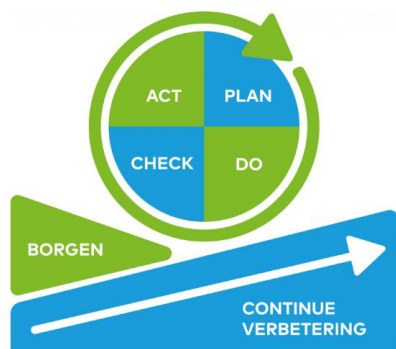 ACT
PLAN
CHECK
DO
BORGEN
CONTINUE
VERBETERING